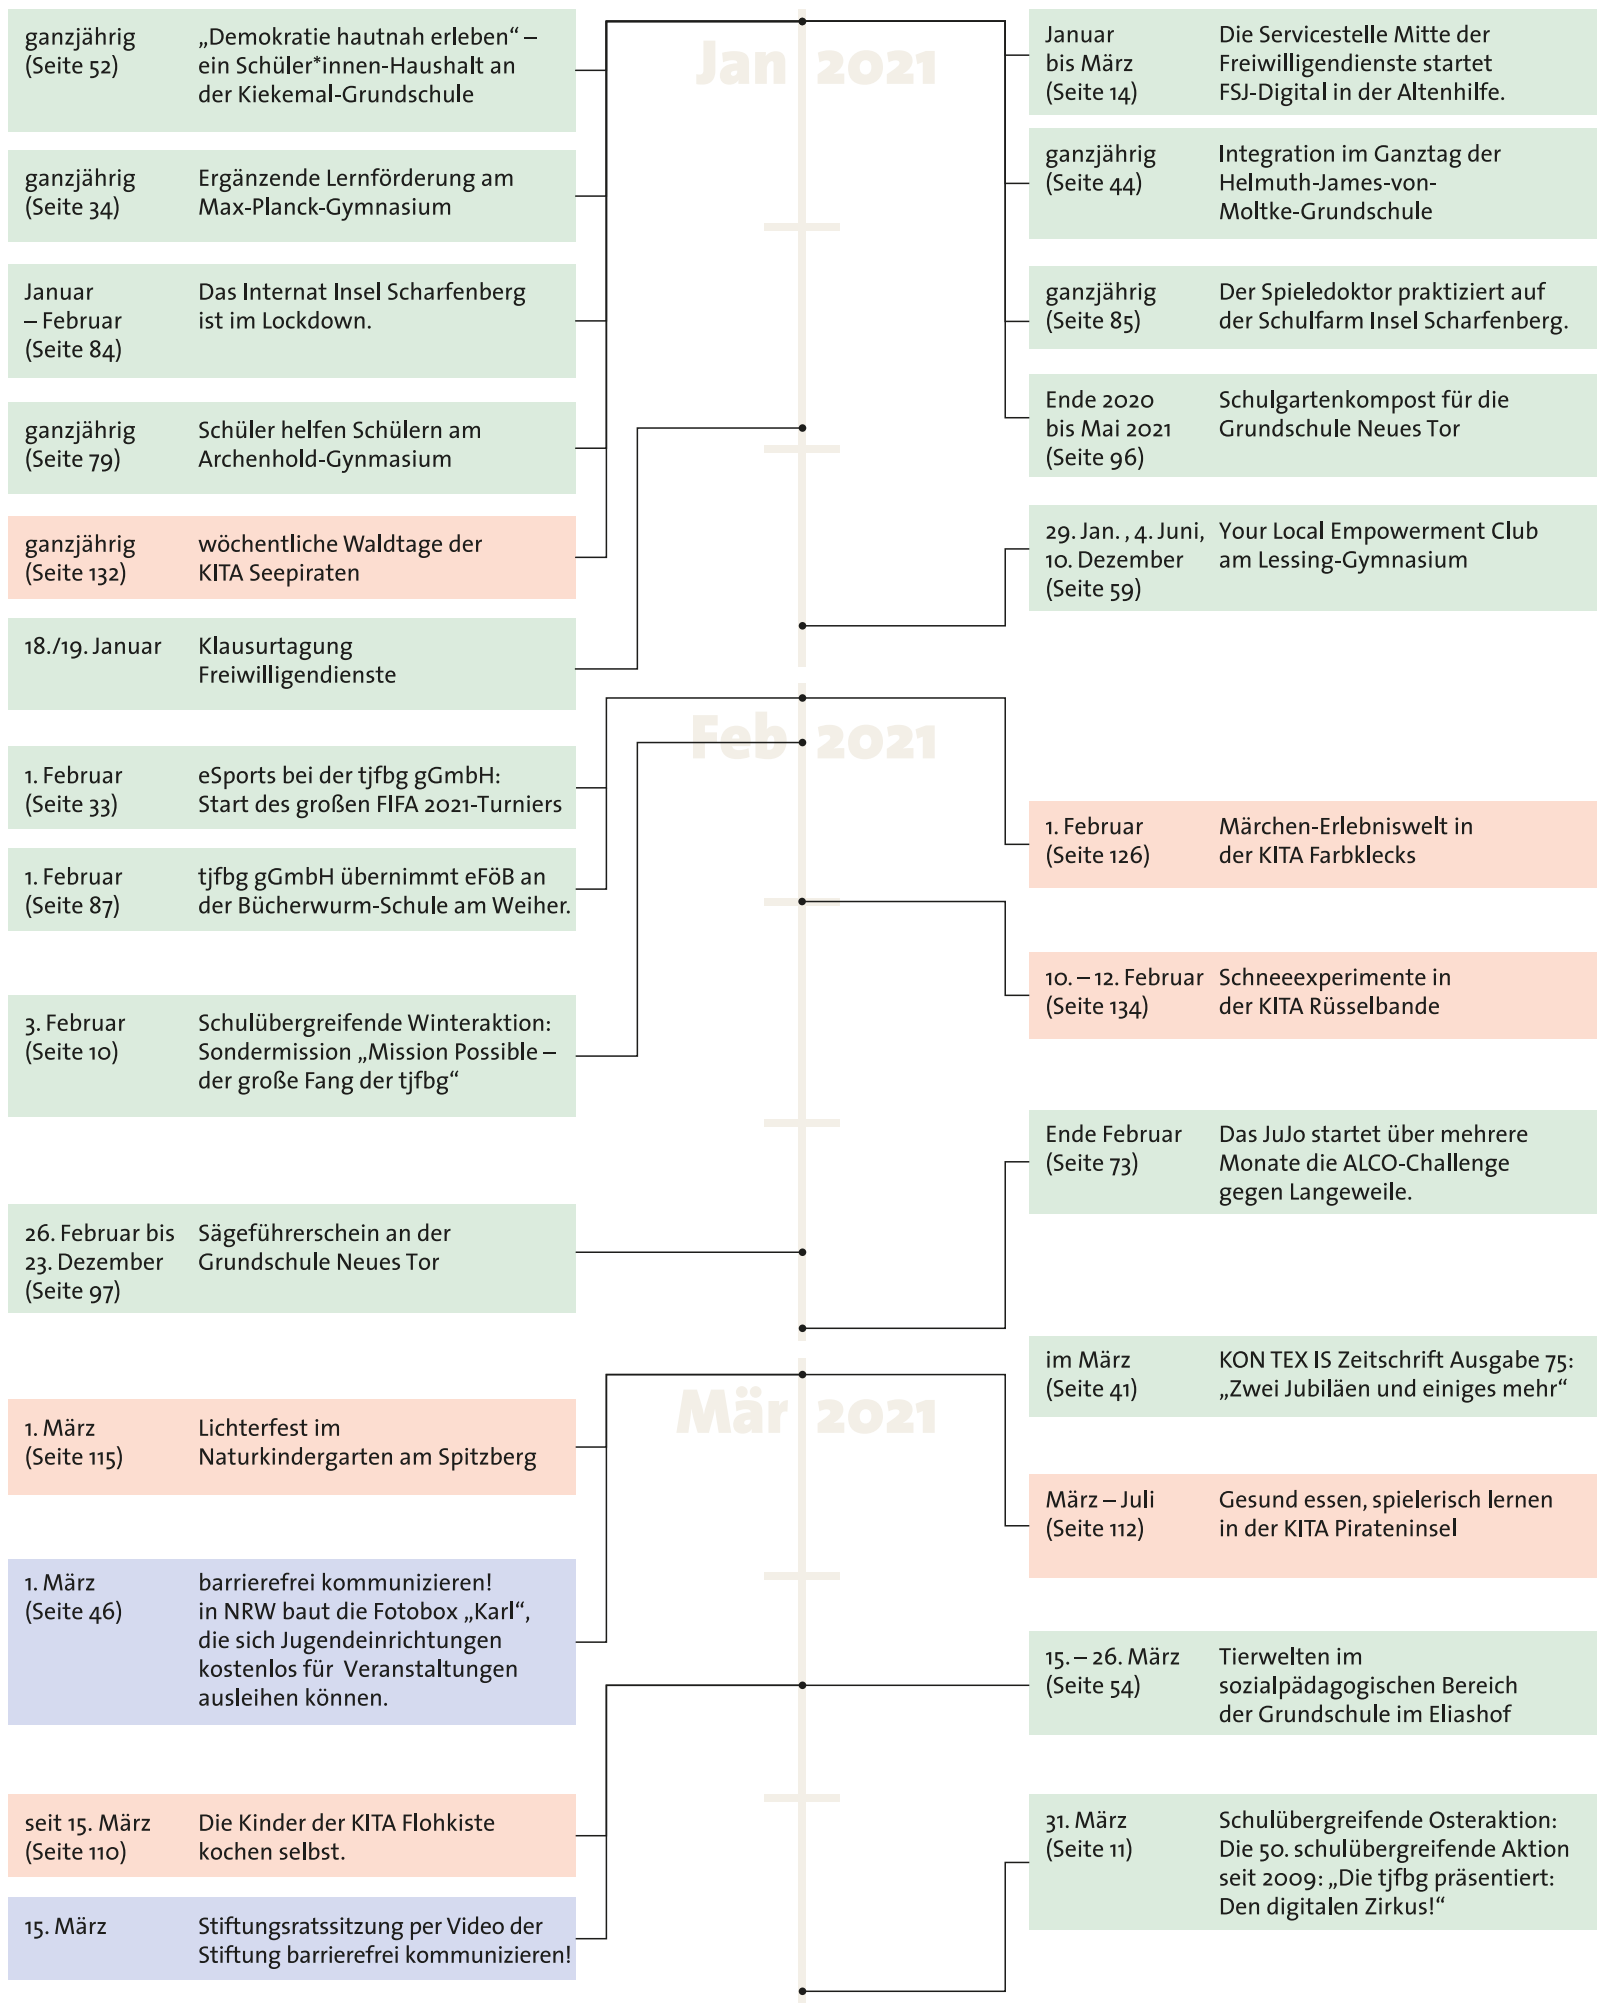 Jan 2021
ganzjährig
(Seite 52)
„Demokratie hautnah erleben“ –
ein Schüler*innen-Haushalt an
der Kiekemal-Grundschule
ganzjährig
(Seite 34)
Ergänzende Lernförderung am
Max-Planck-Gymnasium
Januar
– Februar
(Seite 84)
Das Internat Insel Scharfenberg
ist im Lockdown.
ganzjährig
(Seite 79)
Schüler helfen Schülern am
Archenhold-Gynmasium
ganzjährig
(Seite 132)
wöchentliche Waldtage der
KITA Seepiraten
18./19. Januar
Klausurtagung
Freiwilligendienste
Januar
bis März
(Seite 14)
Die Servicestelle Mitte der
Freiwilligendienste startet
FSJ-Digital in der Altenhilfe.
ganzjährig
(Seite 44)
Integration im Ganztag der
Helmuth-James-von-
Moltke-Grundschule
ganzjährig
(Seite 85)
Der Spieledoktor praktiziert auf
der Schulfarm Insel Scharfenberg.
Ende 2020
bis Mai 2021
(Seite 96)
Schulgartenkompost für die
Grundschule Neues Tor
29. Jan. , 4. Juni,
10. Dezember
(Seite 59)
Your Local Empowerment Club
am Lessing-Gymnasium
Feb 2021
1. Februar
(Seite 33)
eSports bei der tjfbg gGmbH:
Start des großen FIFA 2021-Turniers
1. Februar
(Seite 87)
tjfbg gGmbH übernimmt eFöB an
der Bücherwurm-Schule am Weiher.
3. Februar
(Seite 10)
Schulübergreifende Winteraktion:
Sondermission „Mission Possible –
der große Fang der tjfbg“
26. Februar bis
23. Dezember
(Seite 97)
Sägeführerschein an der
Grundschule Neues Tor
1. Februar
(Seite 126)
Märchen-Erlebniswelt in
der KITA Farbklecks
10. – 12. Februar
(Seite 134)
Schneeexperimente in
der KITA Rüsselbande
Ende Februar
(Seite 73)
Das JuJo startet über mehrere
Monate die ALCO-Challenge
gegen Langeweile.
Mär 2021
1. März
(Seite 115)
Lichterfest im
Naturkindergarten am Spitzberg
1. März
(Seite 46)
barrierefrei kommunizieren!
in NRW baut die Fotobox „Karl“,
die sich Jugendeinrichtungen
kostenlos für Veranstaltungen
ausleihen können.
seit 15. März
(Seite 110)
Die Kinder der KITA Flohkiste
kochen selbst.
15. März
Stiftungsratssitzung per Video der
Stiftung barrierefrei kommunizieren!
im März
(Seite 41)
KON TEX IS Zeitschrift Ausgabe 75:
„Zwei Jubiläen und einiges mehr“
März – Juli
(Seite 112)
Gesund essen, spielerisch lernen
in der KITA Pirateninsel
15. – 26. März
(Seite 54)
Tierwelten im
sozialpädagogischen Bereich
der Grundschule im Eliashof
31. März
(Seite 11)
Schulübergreifende Osteraktion:
Die 50. schulübergreifende Aktion
seit 2009: „Die tjfbg präsentiert:
Den digitalen Zirkus!“